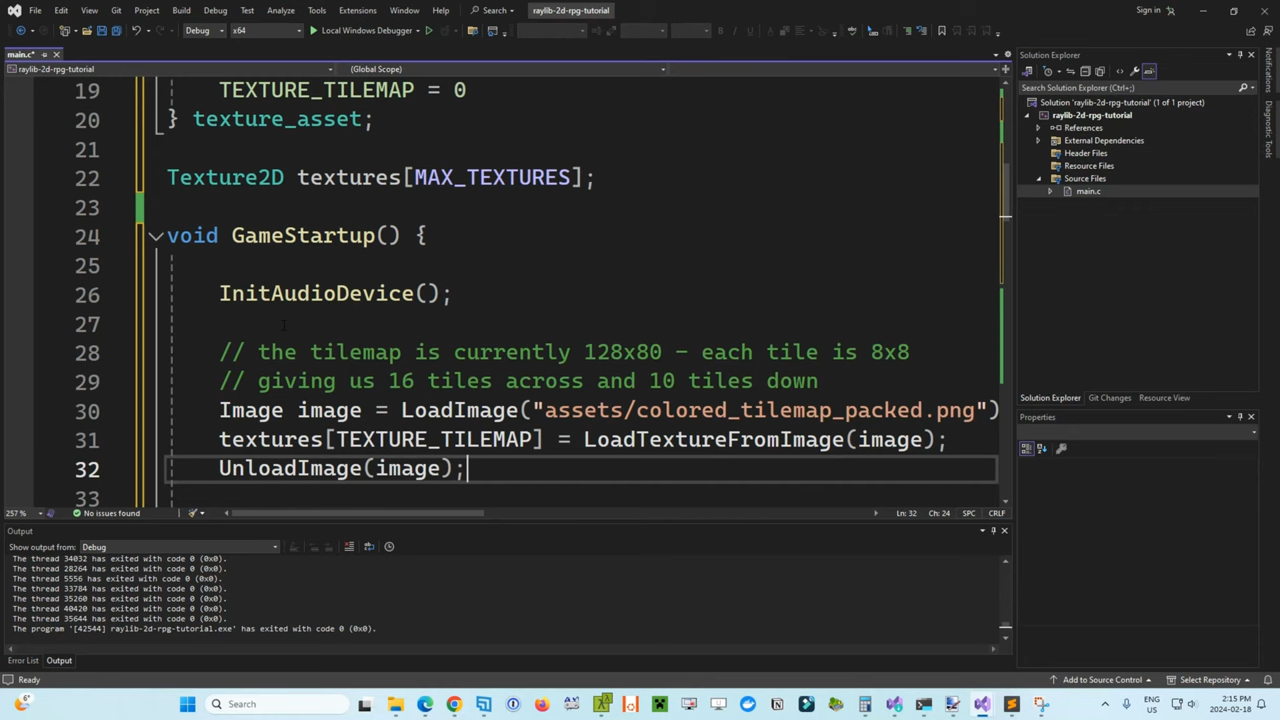 File Edit View Git Project Build Debug Test Analyze Tools Extensions Window Help Search raylib-2d-rpg-tutorial Sign in
Debug x64 Local Windows Debugger
main.c*
raylib-2d-rpg-tutorial (Global Scope)
19 TEXTURE_TILEMAP = 0
20 } texture_asset;
21
22 Texture2D textures[MAX_TEXTURES];
23
24 void GameStartup() {
25
26 InitAudioDevice();
27
28 // the tilemap is currently 128x80 - each tile is 8x8
29 // giving us 16 tiles across and 10 tiles down
30 Image image = LoadImage("assets/colored_tilemap_packed.png")
31 textures[TEXTURE_TILEMAP] = LoadTextureFromImage(image);
32 UnloadImage(image);
33
257 % No issues found Ln: 32 Ch: 24 SPC CRLF
Output
Show output from: Debug
The thread 34032 has exited with code 0 (0x0).
The thread 28264 has exited with code 0 (0x0).
The thread 5556 has exited with code 0 (0x0).
The thread 33784 has exited with code 0 (0x0).
The thread 35260 has exited with code 0 (0x0).
The thread 40420 has exited with code 0 (0x0).
The thread 35644 has exited with code 0 (0x0).
The program '[42544] raylib-2d-rpg-tutorial.exe' has exited with code 0 (0x0).
Error List Output
Solution Explorer
Search Solution Explorer (Ctrl+;)
Solution 'raylib-2d-rpg-tutorial' (1 of 1 project)
raylib-2d-rpg-tutorial
References
External Dependencies
Header Files
Resource Files
Source Files
main.c
Solution Explorer Git Changes Resource View
Properties
Notifications
Diagnostic Tools
Ready Add to Source Control Select Repository
6° Search ENG US 2:15 PM 2024-02-18